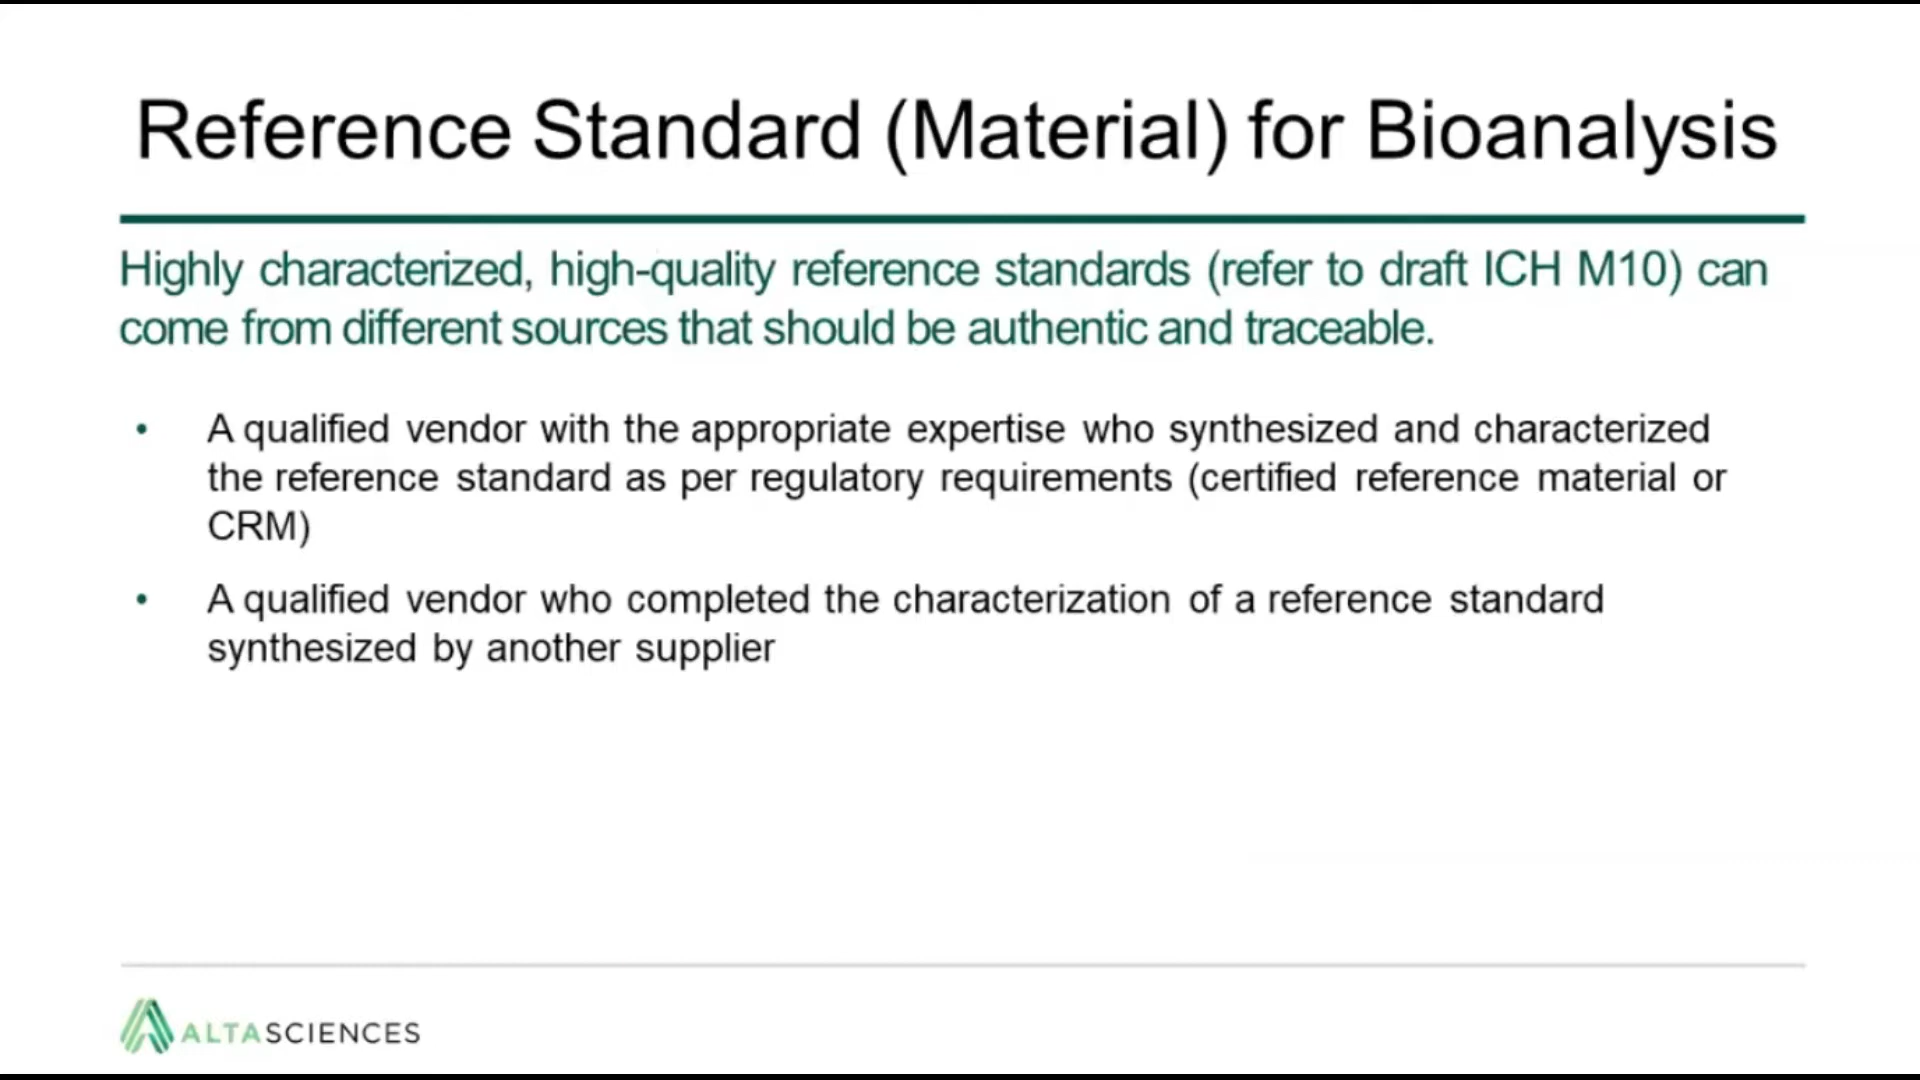 Reference Standard (Material) for Bioanalysis
Highly characterized, high-quality reference standards (refer to draft ICH M10) can
come from different sources that should be authentic and traceable.
• A qualified vendor with the appropriate expertise who synthesized and characterized
the reference standard as per regulatory requirements (certified reference material or
CRM)
• A qualified vendor who completed the characterization of a reference standard
synthesized by another supplier
ALTASCIENCES